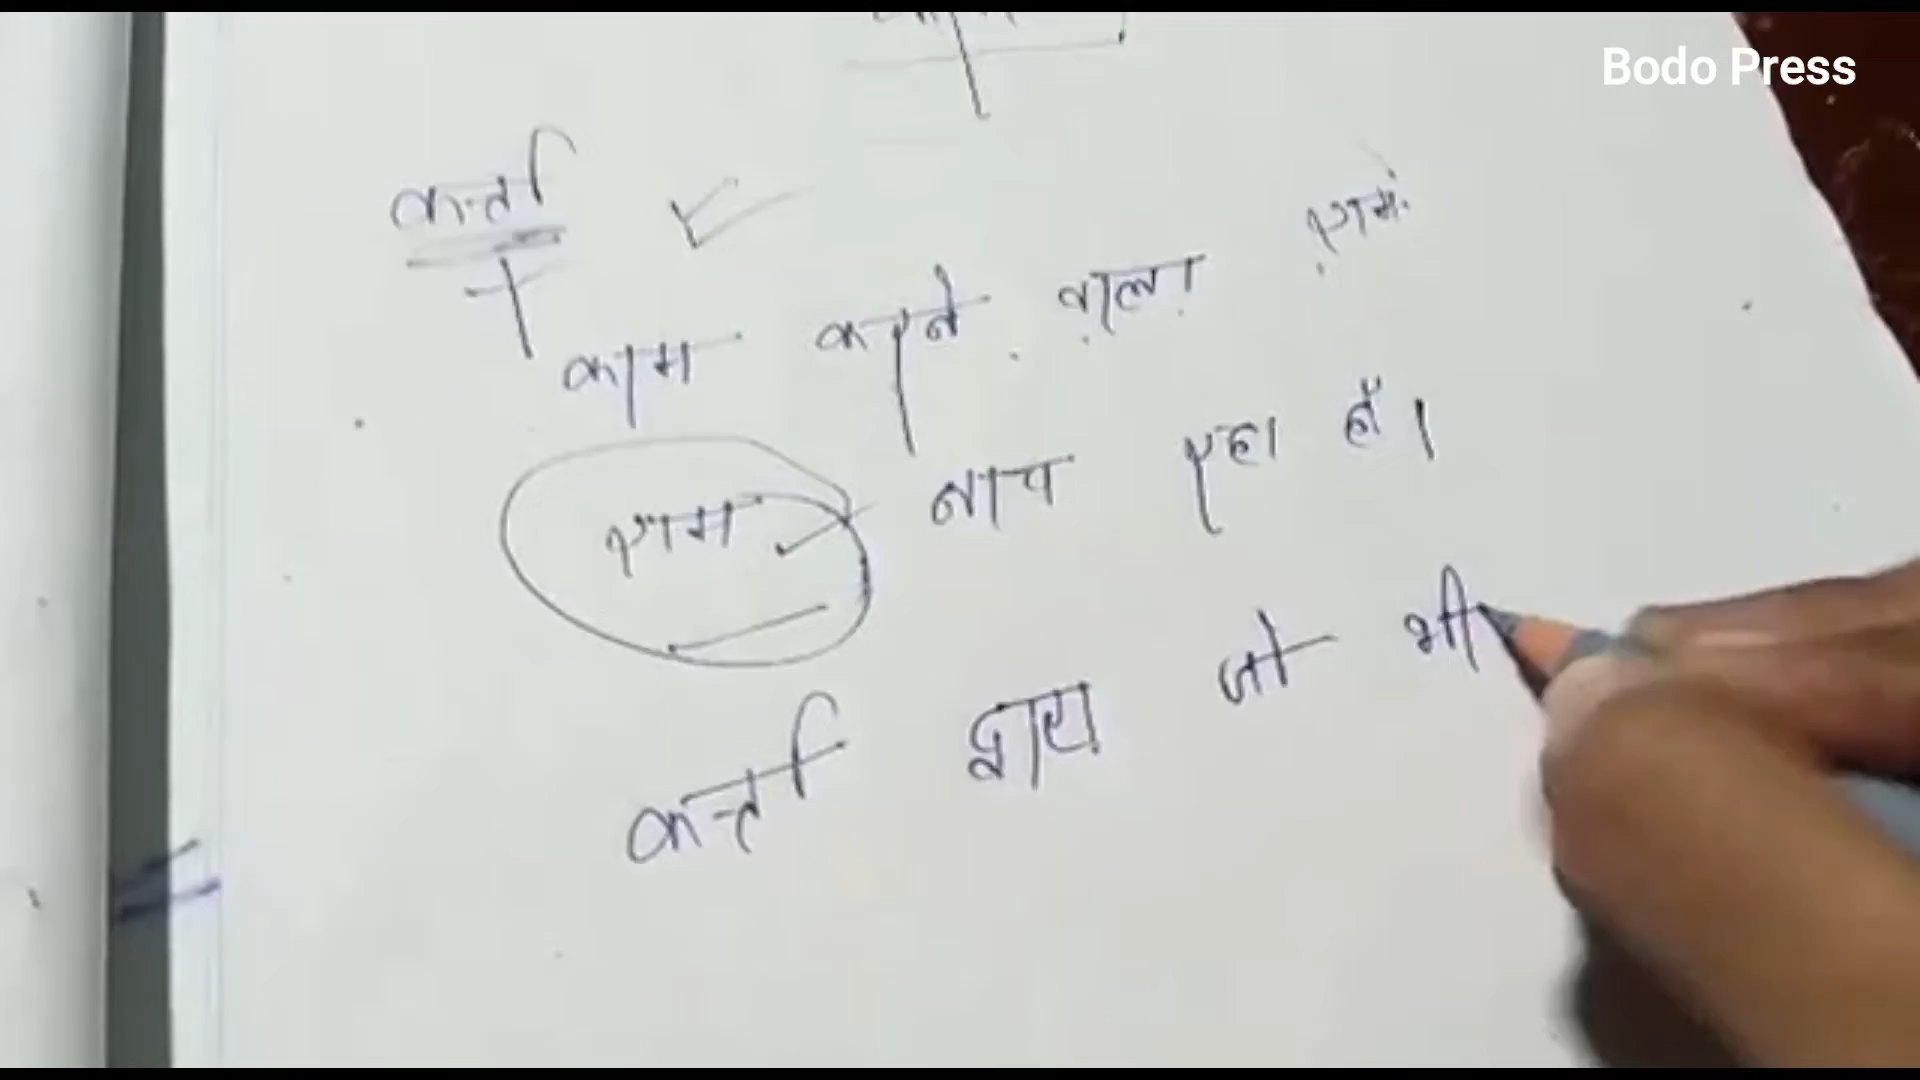 Bodo Press
कर्ता
काम करने वाला राम
राम नाच रहा हैं।
कर्ता द्वारा जो भी